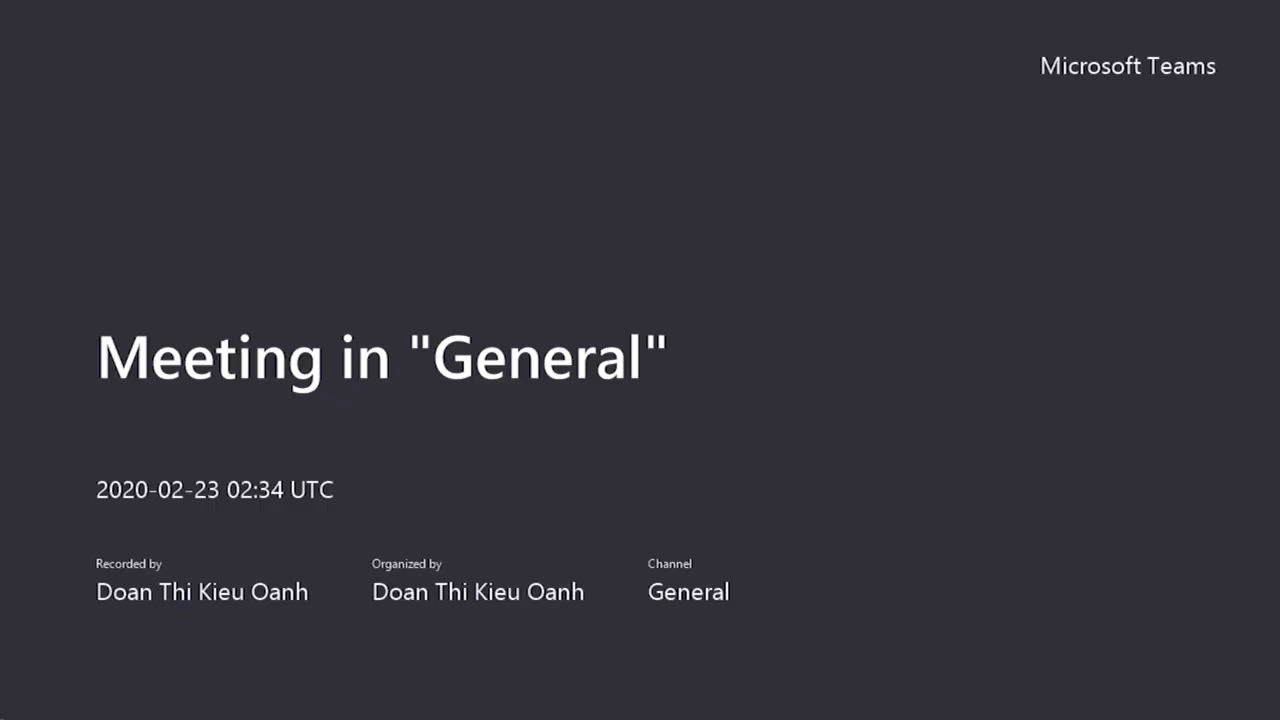 Microsoft Teams
Meeting in "General"
2020-02-23 02:34 UTC
Recorded by
Doan Thi Kieu Oanh
Organized by
Doan Thi Kieu Oanh
Channel
General